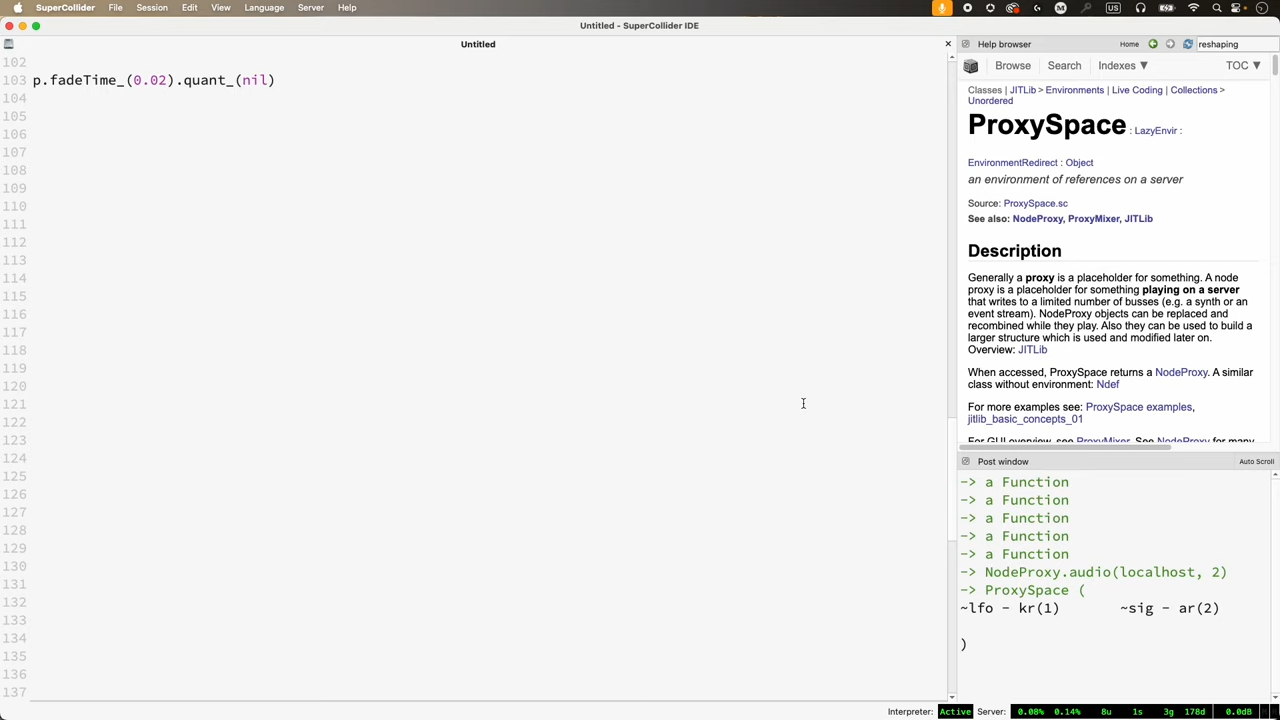 SuperCollider File Session Edit View Language Server Help
Untitled - SuperCollider IDE
Untitled
102
103 p.fadeTime_(0.02).quant_(nil)
104
105
106
107
108
109
110
111
112
113
114
115
116
117
118
119
120
121
122
123
124
125
126
127
128
129
130
131
132
133
134
135
136
137
Help browser Home reshaping
Browse Search Indexes ▼ TOC ▼
Classes | JITLib > Environments | Live Coding | Collections >
Unordered
ProxySpace : LazyEnvir :
EnvironmentRedirect : Object
an environment of references on a server
Source: ProxySpace.sc
See also: NodeProxy, ProxyMixer, JITLib
Description
Generally a proxy is a placeholder for something. A node
proxy is a placeholder for something playing on a server
that writes to a limited number of busses (e.g. a synth or an
event stream). NodeProxy objects can be replaced and
recombined while they play. Also they can be used to build a
larger structure which is used and modified later on.
Overview: JITLib
When accessed, ProxySpace returns a NodeProxy. A similar
class without environment: Ndef
For more examples see: ProxySpace examples,
jitlib_basic_concepts_01
For GUI overview, see ProxyMixer. See NodeProxy for many
Post window Auto Scroll
-> a Function
-> a Function
-> a Function
-> a Function
-> a Function
-> NodeProxy.audio(localhost, 2)
-> ProxySpace (
~lfo - kr(1) ~sig - ar(2)
)
Interpreter: Active Server: 0.08% 0.14% 8u 1s 3g 178d 0.0dB